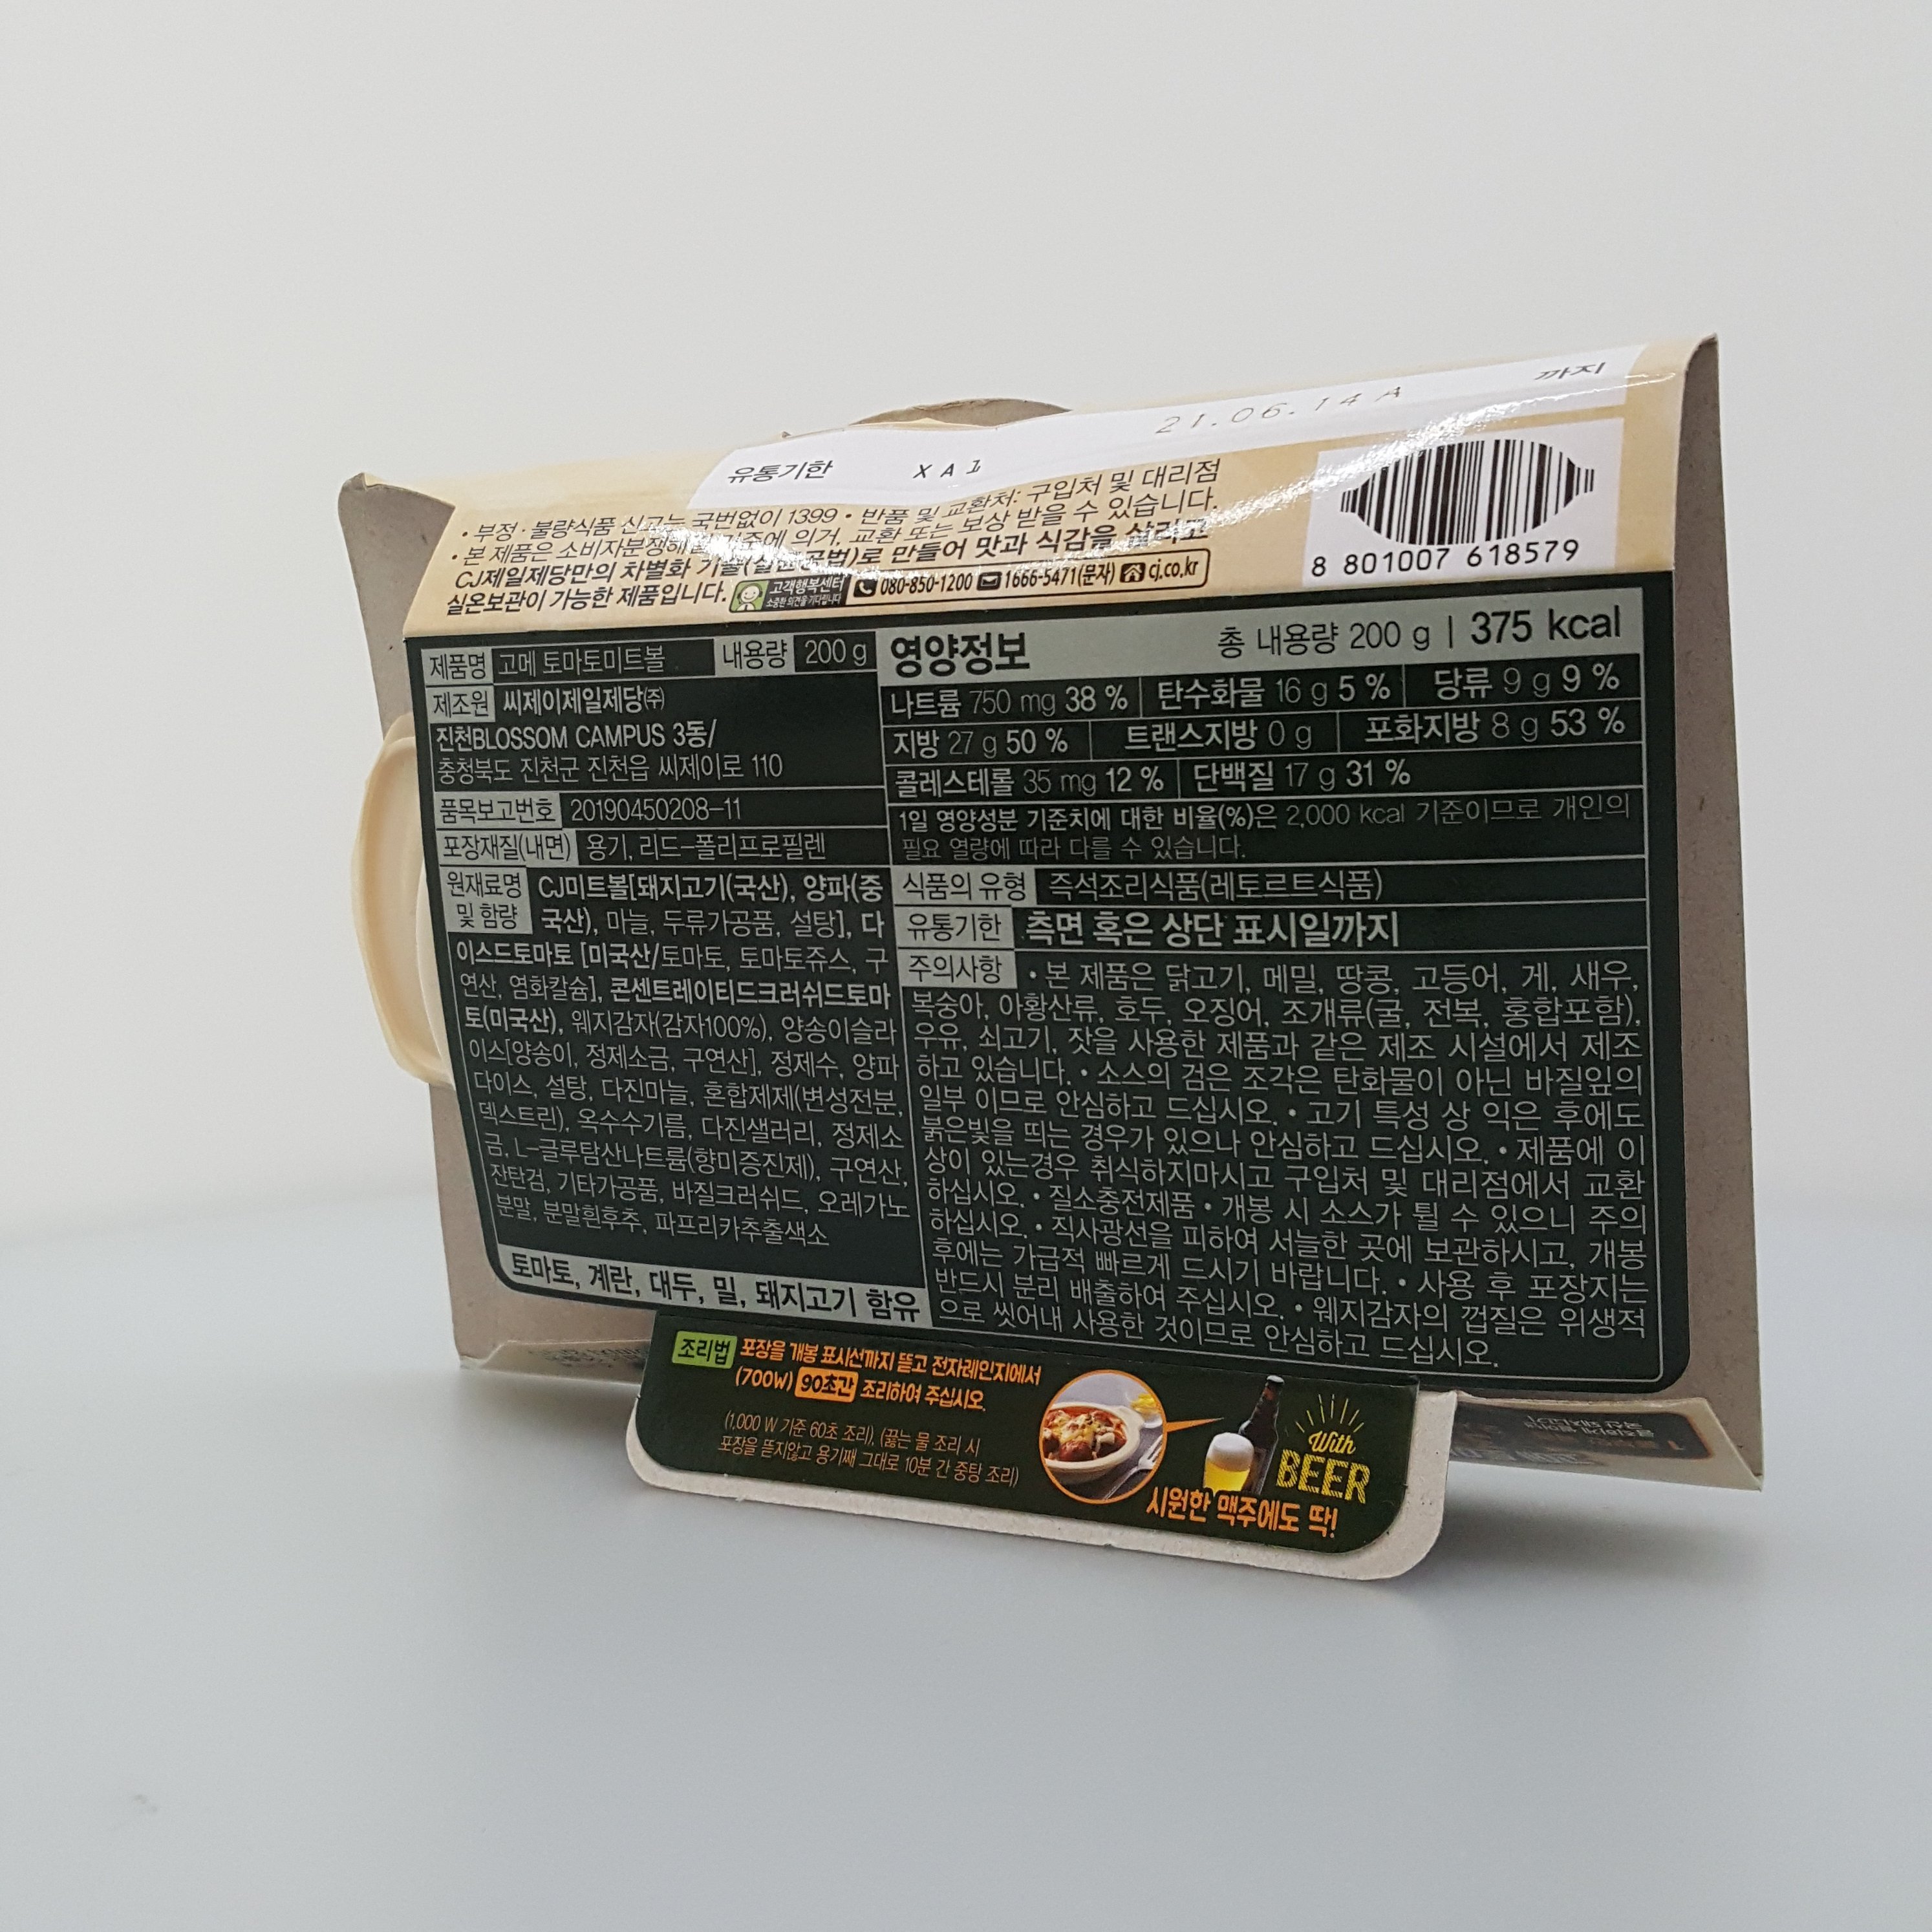 유통기한 XA1 21.06.14 A 까지
• 부정·불량식품 신고는 국번없이 1399 • 반품 및 교환처: 구입처 및 대리점
• 본 제품은 소비자분쟁해결 에 의거, 교환 또는 보상 받을 수 있습니다.
CJ제일제당만의 차별화 로 만들어 맛과 식감을 살리고
실온보관이 가능한 제품입니다.
고객행복센터
소중한 의견을 기다립니다
080-850-1200 1666-5471(문자) cj.co.kr
8 801007 618579
제품명 고메 토마토미트볼 내용량 200 g
제조원 씨제이제일제당㈜
진천BLOSSOM CAMPUS 3동/
충청북도 진천군 진천읍 씨제이로 110
품목보고번호 20190450208-11
포장재질(내면) 용기, 리드-폴리프로필렌
원재료명 및 함량 CJ미트볼[돼지고기(국산), 양파(중
국산), 마늘, 두류가공품, 설탕], 다
이스드토마토 [미국산/토마토, 토마토쥬스, 구
연산, 염화칼슘], 콘센트레이티드크러쉬드토마
토(미국산), 웨지감자(감자100%), 양송이슬라
이스[양송이, 정제소금, 구연산], 정제수, 양파
다이스, 설탕, 다진마늘, 혼합제제(변성전분,
덱스트린), 옥수수기름, 다진샐러리, 정제소
금, L-글루탐산나트륨(향미증진제), 구연산,
잔탄검, 기타가공품, 바질크러쉬드, 오레가노
분말, 분말흰후추, 파프리카추출색소
토마토, 계란, 대두, 밀, 돼지고기 함유
영양정보 총 내용량 200 g | 375 kcal
나트륨 750 mg 38 % 탄수화물 16 g 5 % 당류 9 g 9 %
지방 27 g 50 % 트랜스지방 0 g 포화지방 8 g 53 %
콜레스테롤 35 mg 12 % 단백질 17 g 31 %
1일 영양성분 기준치에 대한 비율(%)은 2,000 kcal 기준이므로 개인의
필요 열량에 따라 다를 수 있습니다.
식품의 유형 즉석조리식품(레토르트식품)
유통기한 측면 혹은 상단 표시일까지
주의사항 • 본 제품은 닭고기, 메밀, 땅콩, 고등어, 게, 새우,
복숭아, 아황산류, 호두, 오징어, 조개류(굴, 전복, 홍합포함),
우유, 쇠고기, 잣을 사용한 제품과 같은 제조 시설에서 제조
하고 있습니다. • 소스의 검은 조각은 탄화물이 아닌 바질잎의
일부 이므로 안심하고 드십시오. • 고기 특성 상 익은 후에도
붉은빛을 띄는 경우가 있으나 안심하고 드십시오. • 제품에 이
상이 있는경우 취식하지마시고 구입처 및 대리점에서 교환
하십시오. • 질소충전제품 • 개봉 시 소스가 튈 수 있으니 주의
하십시오. • 직사광선을 피하여 서늘한 곳에 보관하시고, 개봉
후에는 가급적 빠르게 드시기 바랍니다. • 사용 후 포장지는
반드시 분리 배출하여 주십시오. • 웨지감자의 껍질은 위생적
으로 씻어내 사용한 것이므로 안심하고 드십시오.
조리법 포장을 개봉 표시선까지 뜯고 전자레인지에서
(700W) 90초간 조리하여 주십시오.
(1,000 W 기준 60초 조리), (끓는 물 조리 시
포장을 뜯지않고 용기째 그대로 10분 간 중탕 조리)
With
BEER
시원한 맥주에도 딱!